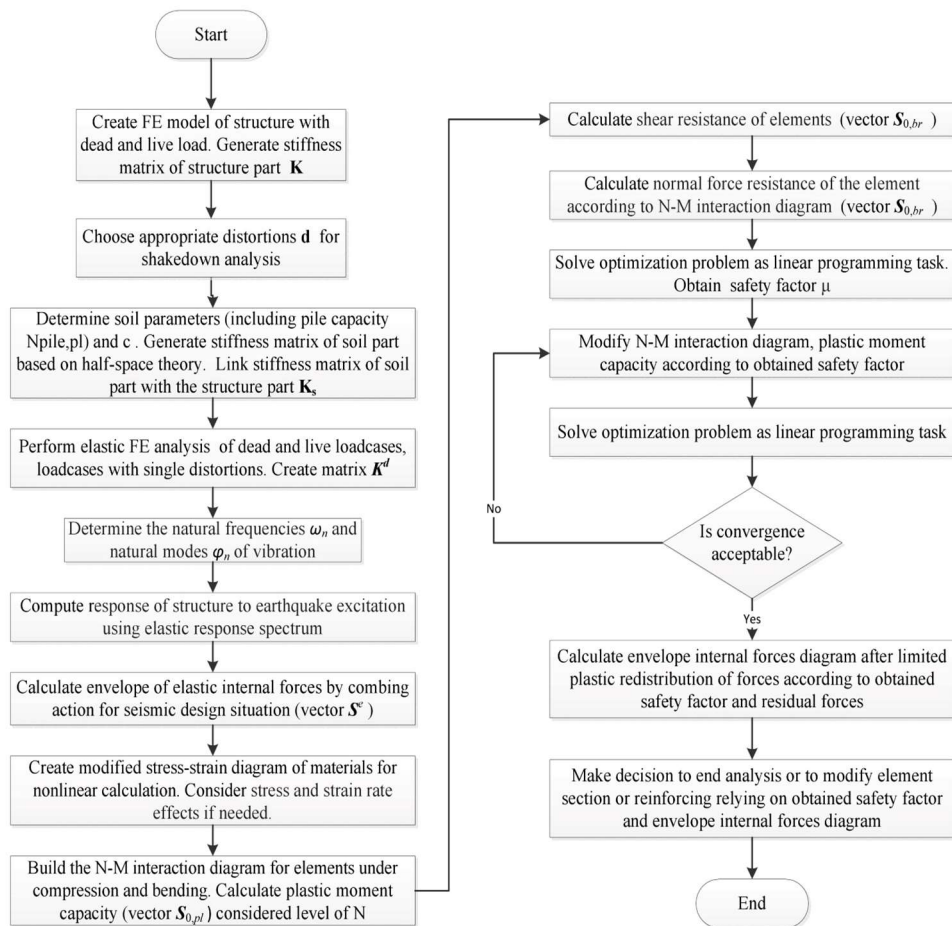 Start
Create FE model of structure with
dead and live load. Generate stiffness
matrix of structure part K
Choose appropriate distortions d for
shakedown analysis
Determine soil parameters (including pile capacity
Npile,pl) and c . Generate stiffness matrix of soil part
based on half-space theory. Link stiffness matrix of soil
part with the structure part Ks
Perform elastic FE analysis of dead and live loadcases,
loadcases with single distortions. Create matrix K^d
Determine the natural frequencies ωn and
natural modes φn of vibration
Compute response of structure to earthquake excitation
using elastic response spectrum
Calculate envelope of elastic internal forces by combing
action for seismic design situation (vector S^e )
Create modified stress-strain diagram of materials for
nonlinear calculation. Consider stress and strain rate
effects if needed.
Build the N-M interaction diagram for elements under
compression and bending. Calculate plastic moment
capacity (vector S0,pl) considered level of N
Calculate shear resistance of elements (vector S0,br )
Calculate normal force resistance of the element
according to N-M interaction diagram (vector S0,br )
Solve optimization problem as linear programming task.
Obtain safety factor μ
Modify N-M interaction diagram, plastic moment
capacity according to obtained safety factor
Solve optimization problem as linear programming task
No
Is convergence
acceptable?
Yes
Calculate envelope internal forces diagram after limited
plastic redistribution of forces according to obtained
safety factor and residual forces
Make decision to end analysis or to modify element
section or reinforcing relying on obtained safety factor
and envelope internal forces diagram
End